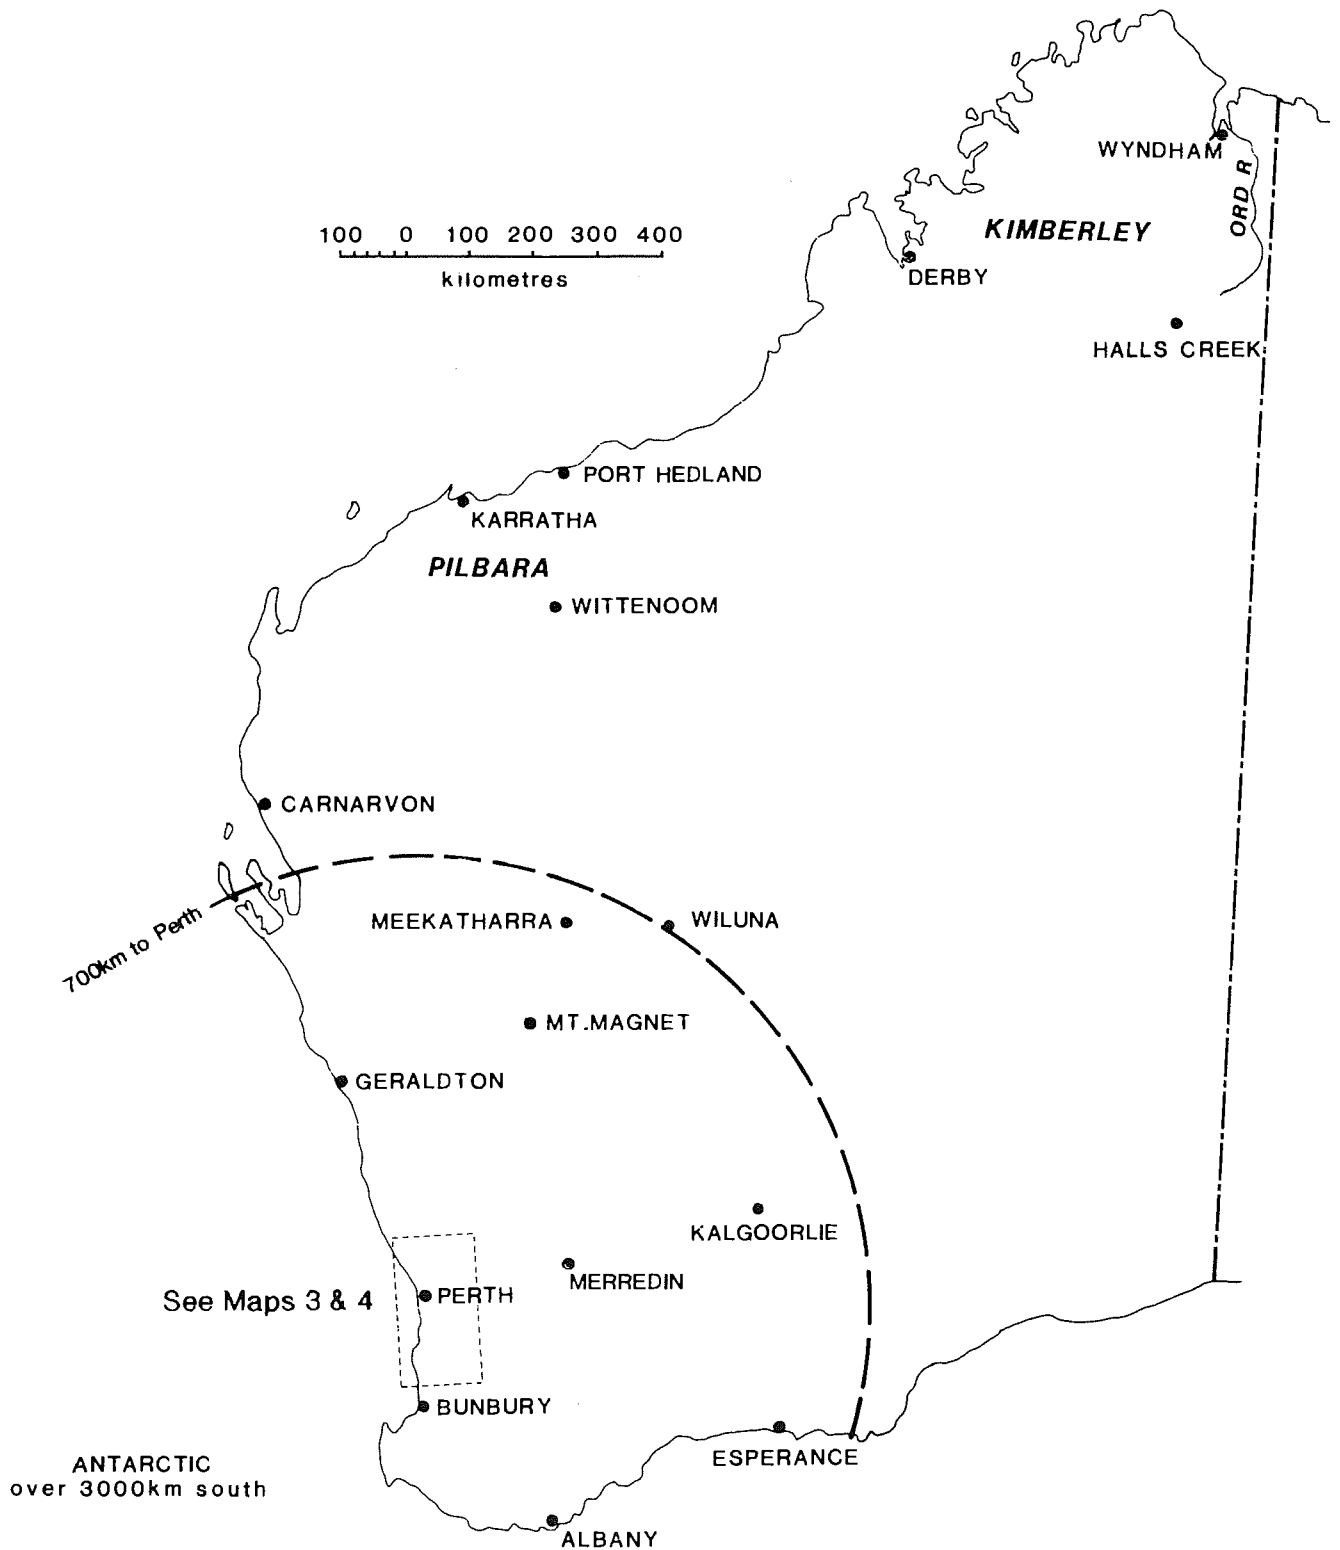 WYNDHAM
ORD R
KIMBERLEY
100 0 100 200 300 400
kilometres
DERBY
HALLS CREEK
PORT HEDLAND
KARRATHA
PILBARA
WITTENOOM
CARNARVON
700km to Perth
MEEKATHARRA
WILUNA
MT.MAGNET
GERALDTON
KALGOORLIE
MERREDIN
See Maps 3 & 4
PERTH
BUNBURY
ESPERANCE
ANTARCTIC
over 3000km south
ALBANY